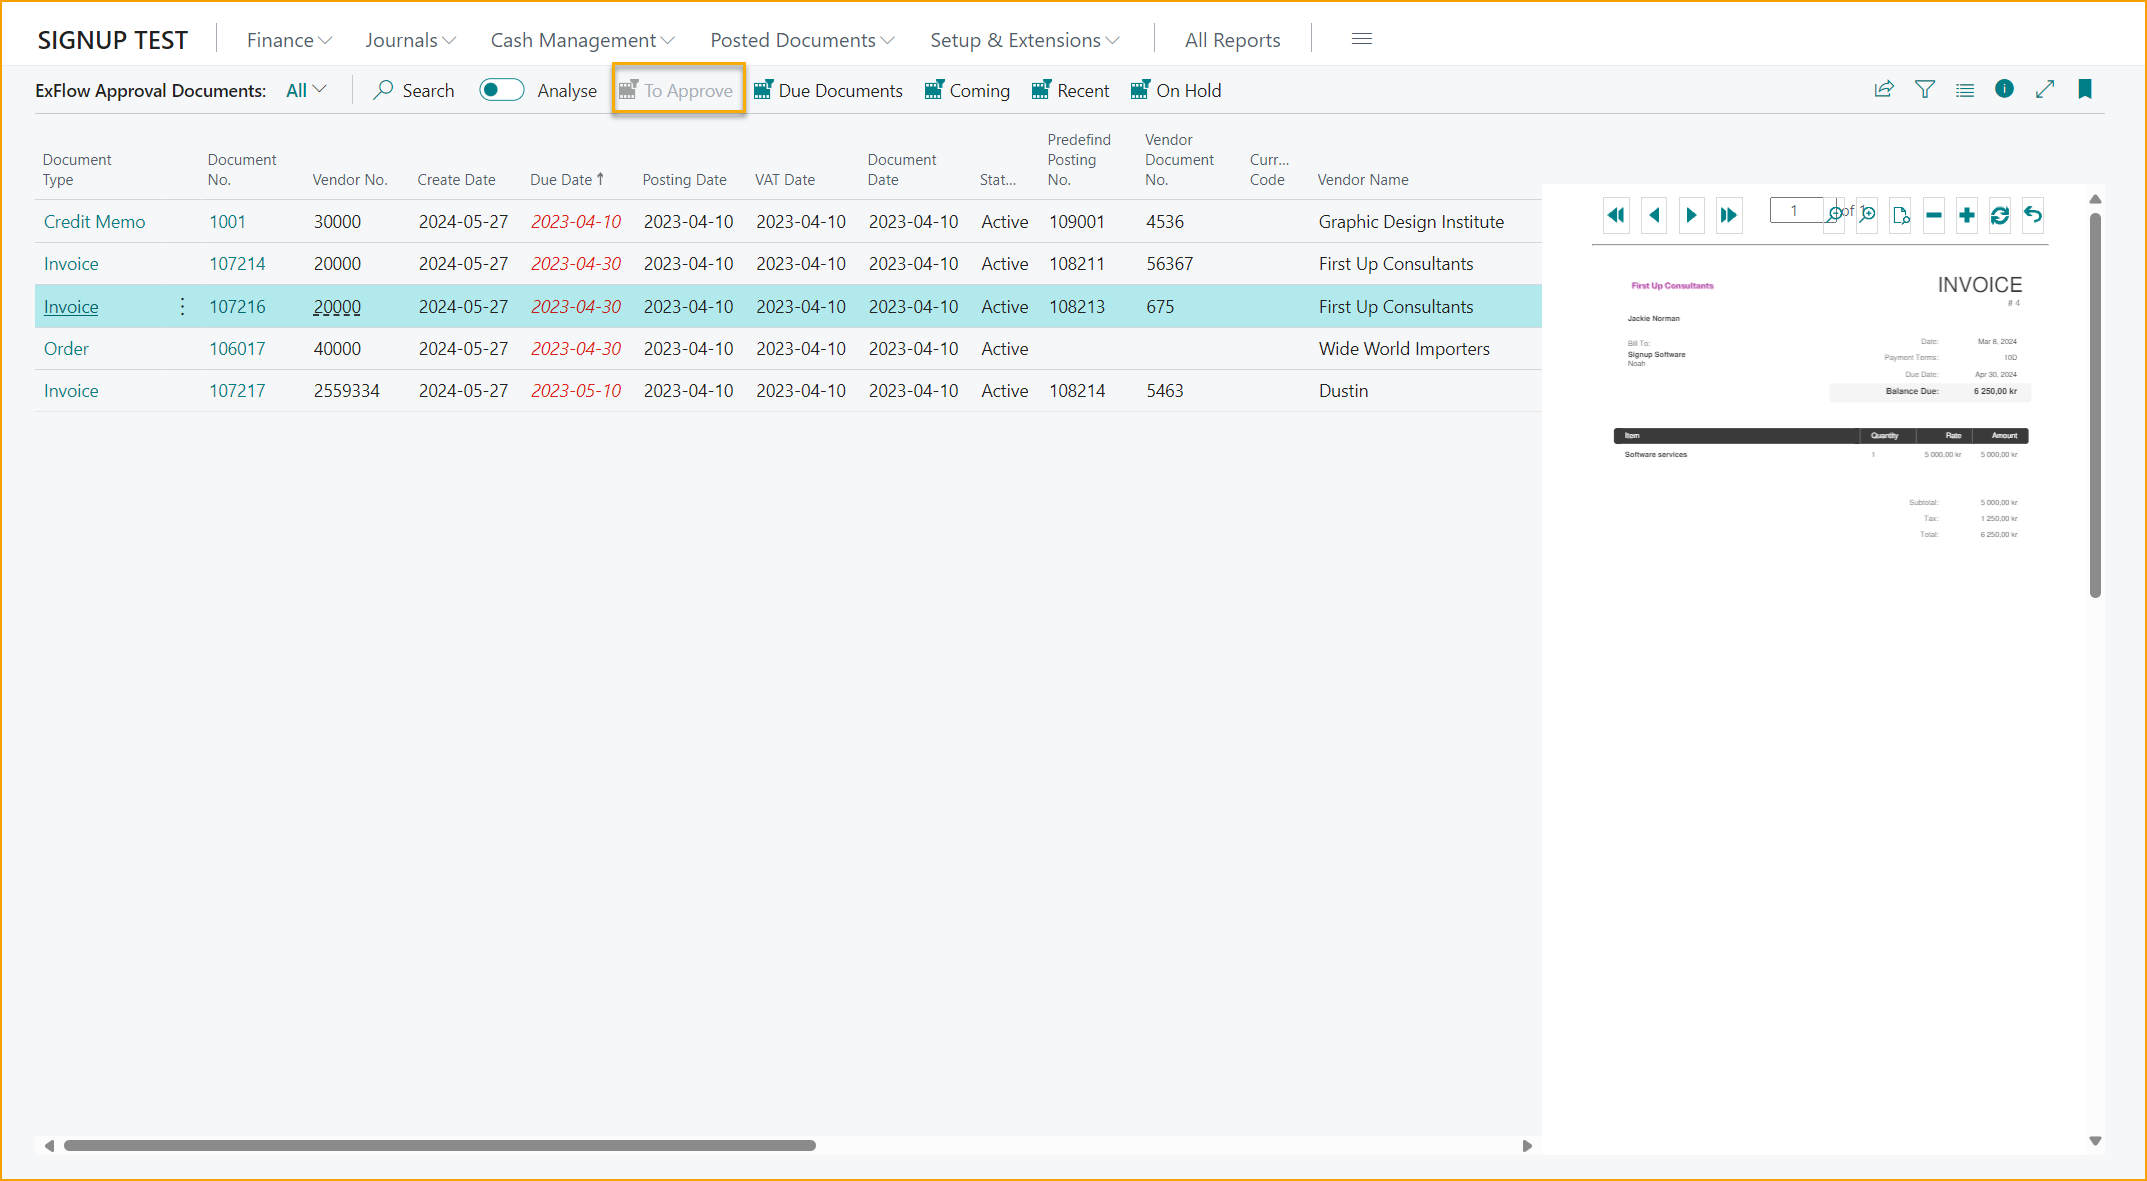 SIGNUP TEST Finance Journals Cash Management Posted Documents Setup & Extensions All Reports
ExFlow Approval Documents: All Search Analyse To Approve Due Documents Coming Recent On Hold
Document Type Document No. Vendor No. Create Date Due Date ↑ Posting Date VAT Date Document Date Stat... Predefind Posting No. Vendor Document No. Curr... Code Vendor Name
Credit Memo 1001 30000 2024-05-27 2023-04-10 2023-04-10 2023-04-10 2023-04-10 Active 109001 4536 Graphic Design Institute
Invoice 107214 20000 2024-05-27 2023-04-30 2023-04-10 2023-04-10 2023-04-10 Active 108211 56367 First Up Consultants
Invoice 107216 20000 2024-05-27 2023-04-30 2023-04-10 2023-04-10 2023-04-10 Active 108213 675 First Up Consultants
Order 106017 40000 2024-05-27 2023-04-30 2023-04-10 2023-04-10 2023-04-10 Active Wide World Importers
Invoice 107217 2559334 2024-05-27 2023-05-10 2023-04-10 2023-04-10 2023-04-10 Active 108214 5463 Dustin
1 of 1
First Up Consultants INVOICE
# 4
Jackie Norman
Bill To:
Signup Software
Noah
Date: Mar 8, 2024
Payment Terms: 10D
Due Date: Apr 30, 2024
Balance Due: 6 250,00 kr
Item Quantity Rate Amount
Software services 1 5 000,00 kr 5 000,00 kr
Subtotal: 5 000,00 kr
Tax: 1 250,00 kr
Total: 6 250,00 kr